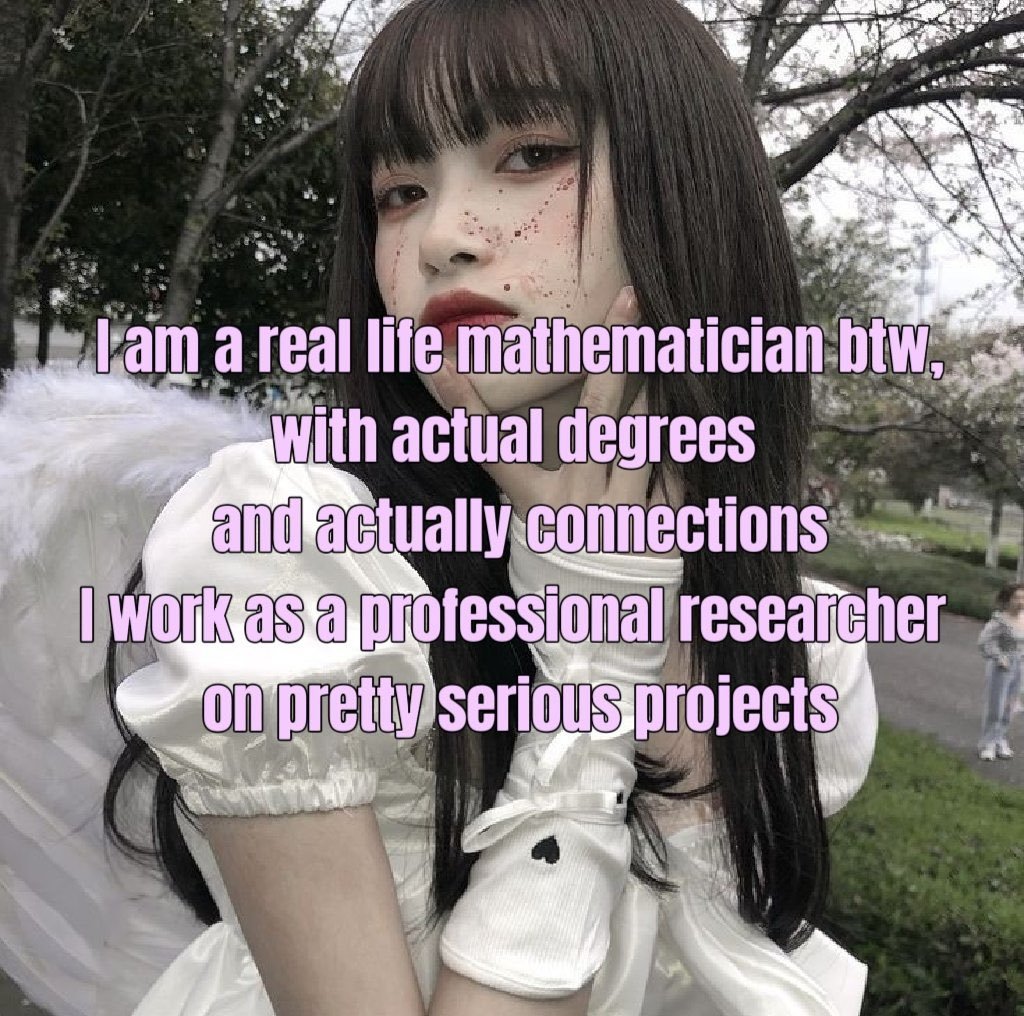 I am a real life mathematician btw,
with actual degrees
and actually connections
I work as a professional researcher
on pretty serious projects